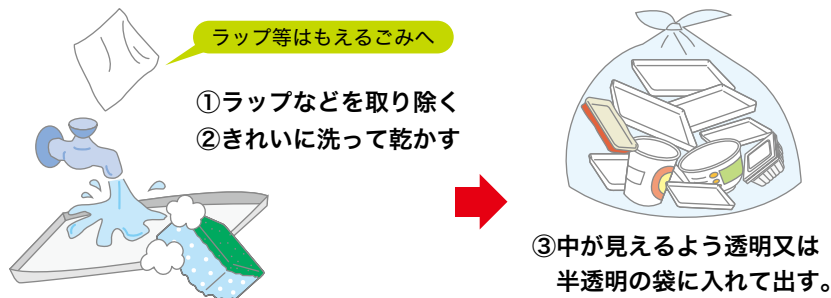 ラップ等はもえるごみへ
①ラップなどを取り除く
②きれいに洗って乾かす
③中が見えるよう透明又は
半透明の袋に入れて出す。